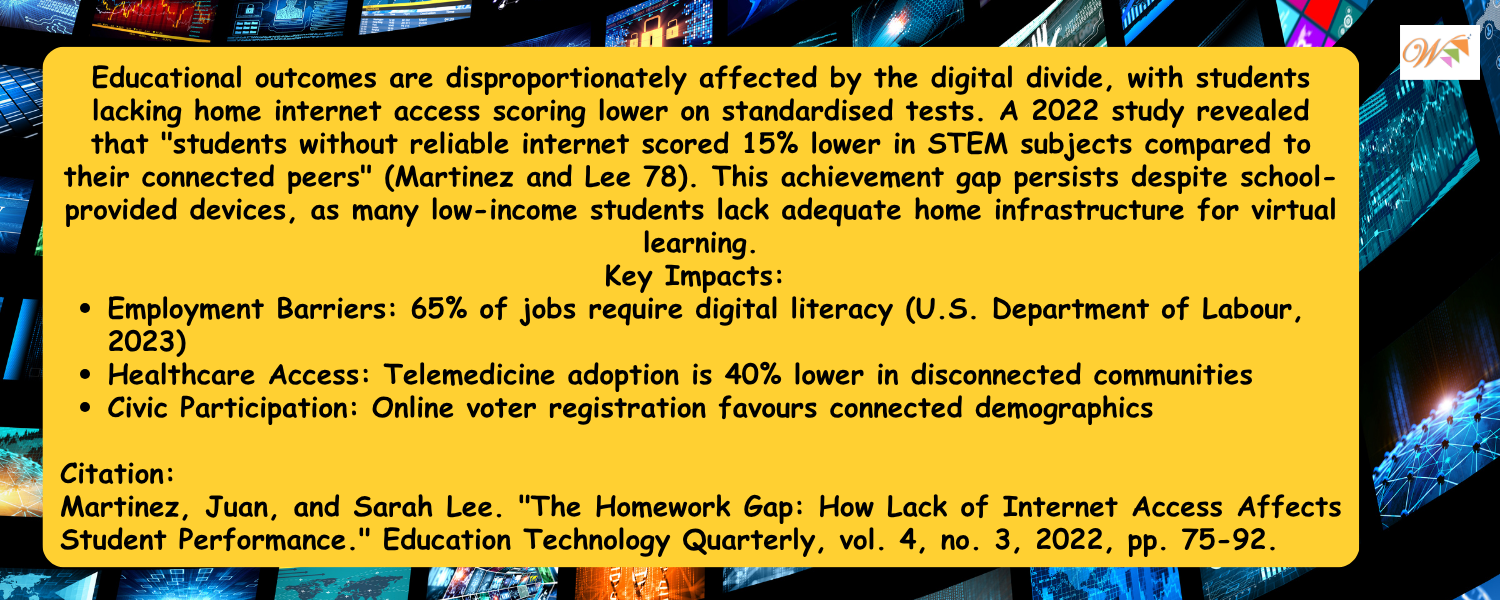 Educational outcomes are disproportionately affected by the digital divide, with students
lacking home internet access scoring lower on standardised tests. A 2022 study revealed
that "students without reliable internet scored 15% lower in STEM subjects compared to
their connected peers" (Martinez and Lee 78). This achievement gap persists despite school-
provided devices, as many low-income students lack adequate home infrastructure for virtual
learning.
Key Impacts:
• Employment Barriers: 65% of jobs require digital literacy (U.S. Department of Labour,
2023)
• Healthcare Access: Telemedicine adoption is 40% lower in disconnected communities
• Civic Participation: Online voter registration favours connected demographics
Citation:
Martinez, Juan, and Sarah Lee. "The Homework Gap: How Lack of Internet Access Affects
Student Performance." Education Technology Quarterly, vol. 4, no. 3, 2022, pp. 75-92.